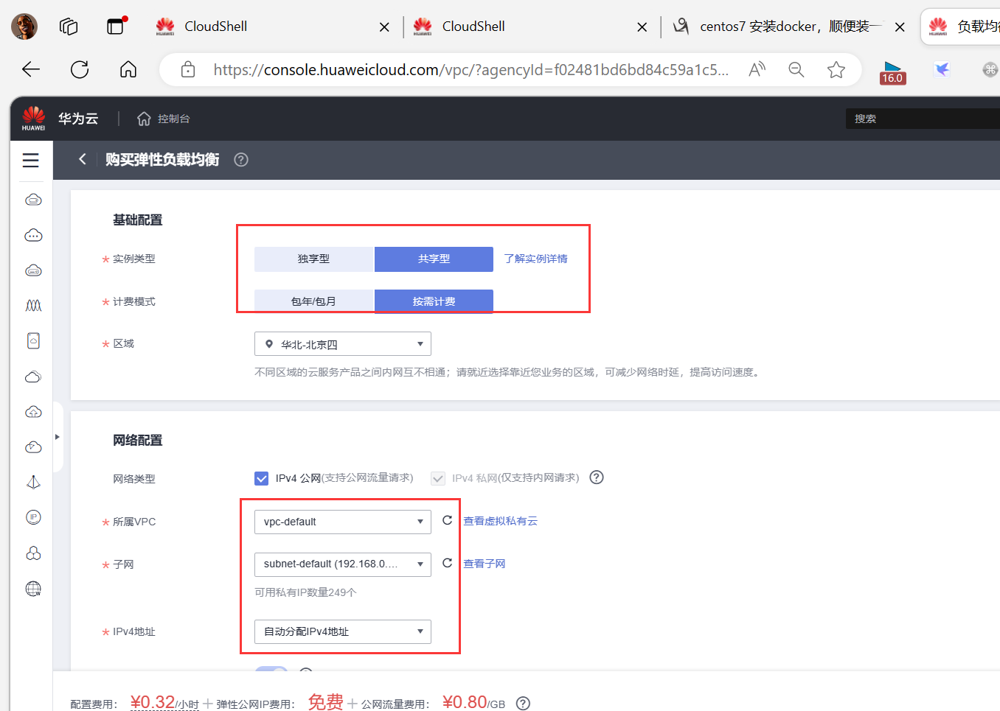 CloudShell
CloudShell
centos7 安装docker，顺便装一
https://console.huaweicloud.com/vpc/?agencyId=f02481bd6bd84c59a1c5...
16.0
HUAWEI
华为云
控制台
搜索
购买弹性负载均衡
基础配置
* 实例类型 独享型 共享型 了解实例详情
* 计费模式 包年/包月 按需计费
* 区域 华北-北京四
不同区域的云服务产品之间内网互不相通；请就近选择靠近您业务的区域，可减少网络时延，提高访问速度。
网络配置
网络类型 IPv4 公网(支持公网流量请求) IPv4 私网(仅支持内网请求)
* 所属VPC vpc-default 查看虚拟私有云
* 子网 subnet-default (192.168.0.... 查看子网
可用私有IP数量249个
* IPv4地址 自动分配IPv4地址
配置费用： ¥0.32/小时 + 弹性公网IP费用： 免费 + 公网流量费用： ¥0.80/GB